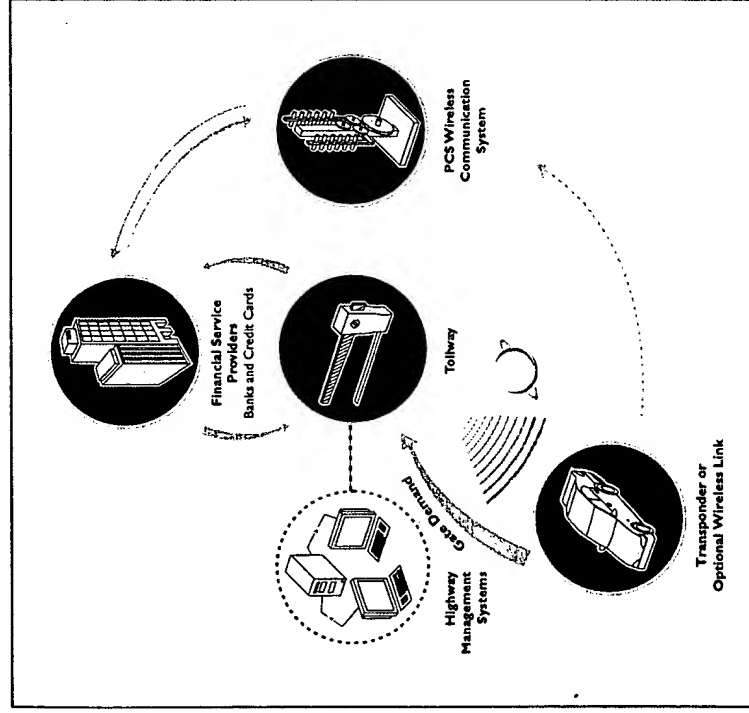 Financial Service
Providers
Banks and Credit Cards
PCS Wireless
Communication
System
Tollway
Highway
Management
Systems
Gate Demand
Transponder or
Optional Wireless Link